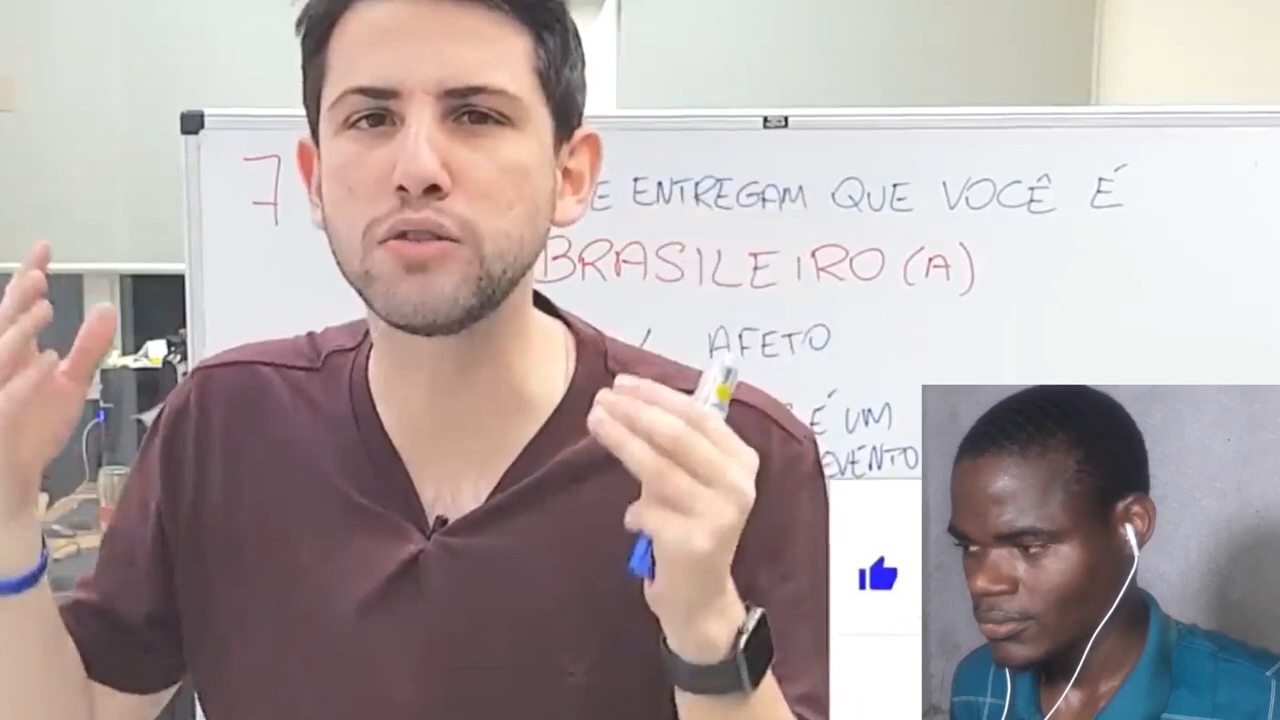 7 E ENTREGAM QUE VOCÊ É
BRASILEIRO (A)
AFETO
É UM
EVENTO